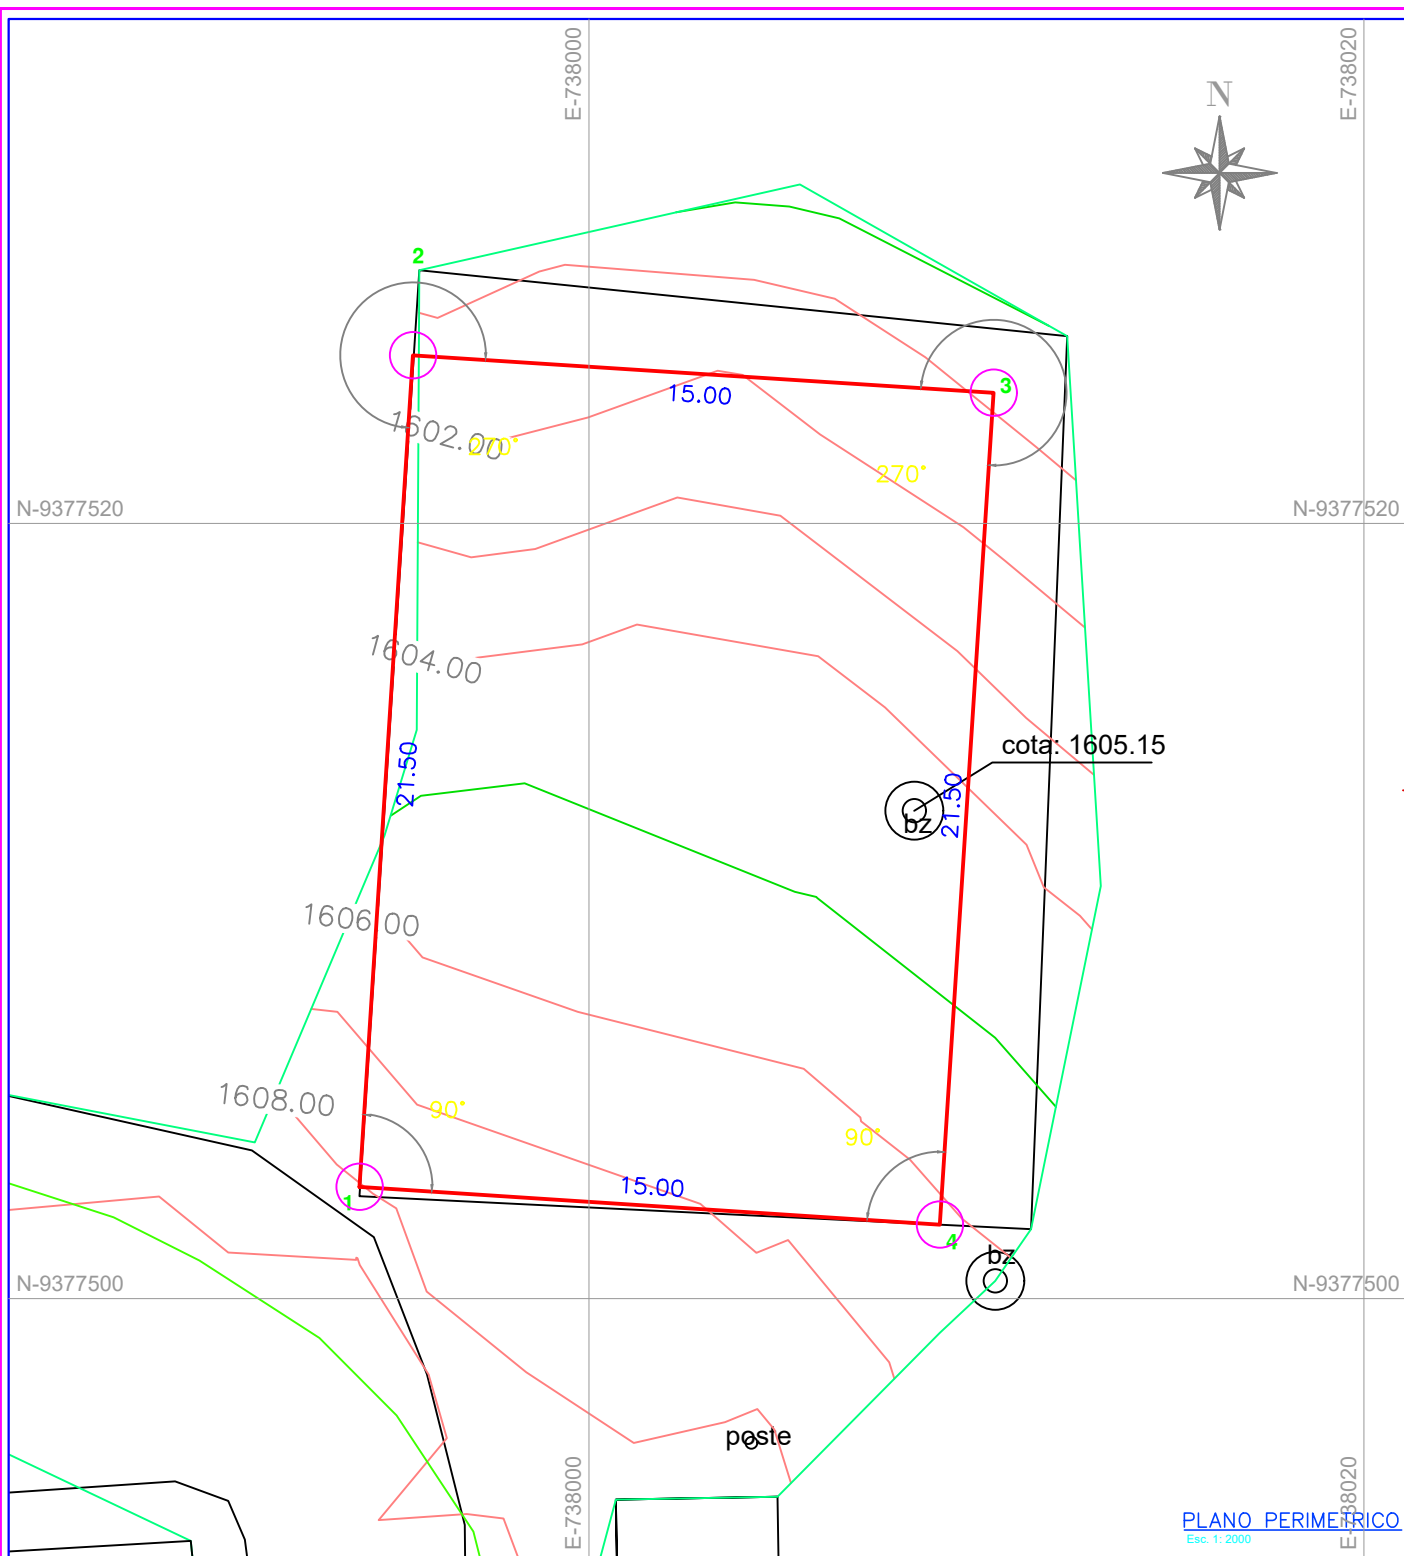 E-738000
E-738020
N
2
3
15.00
1602.00
270°
270°
N-9377520
N-9377520
1604.00
cota: 1605.15
21.50
21.50
bz
1606.00
1608.00
90°
90°
15.00
1
4
bz
N-9377500
N-9377500
poste
E-738000
E-738020
PLANO PERIMETRICO
Esc. 1: 2000